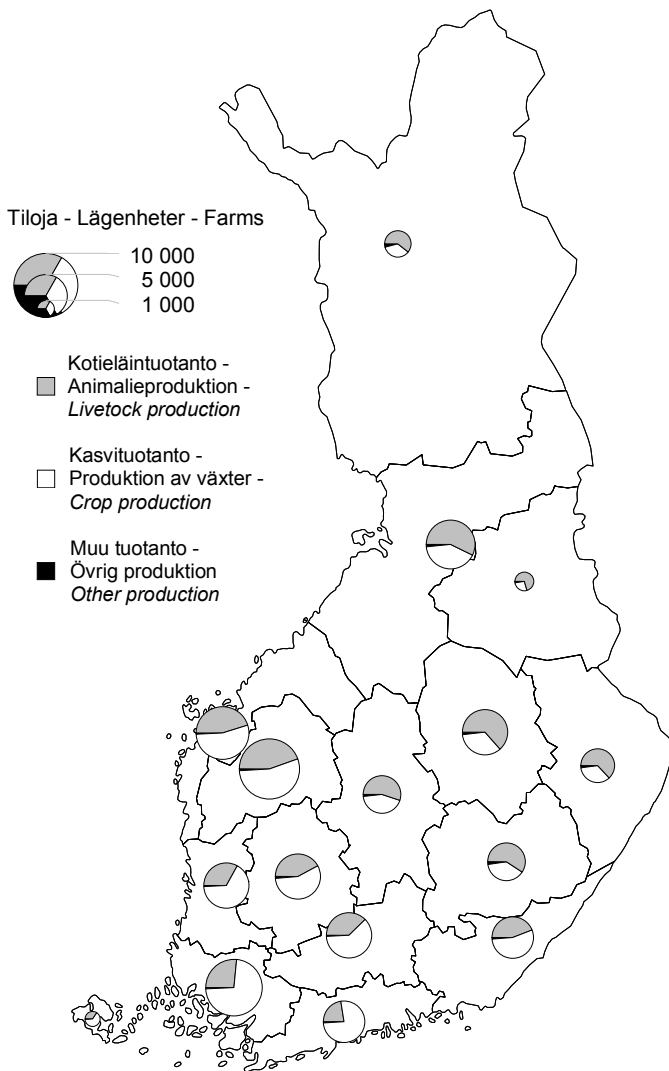 Tiloja - Lägenheter - Farms
10 000
5 000
1 000
Kotieläintuotanto -
Animalieproduktion -
Livetock production
Kasvituotanto -
Produktion av växter -
Crop production
Muu tuotanto -
Övrig produktion
Other production